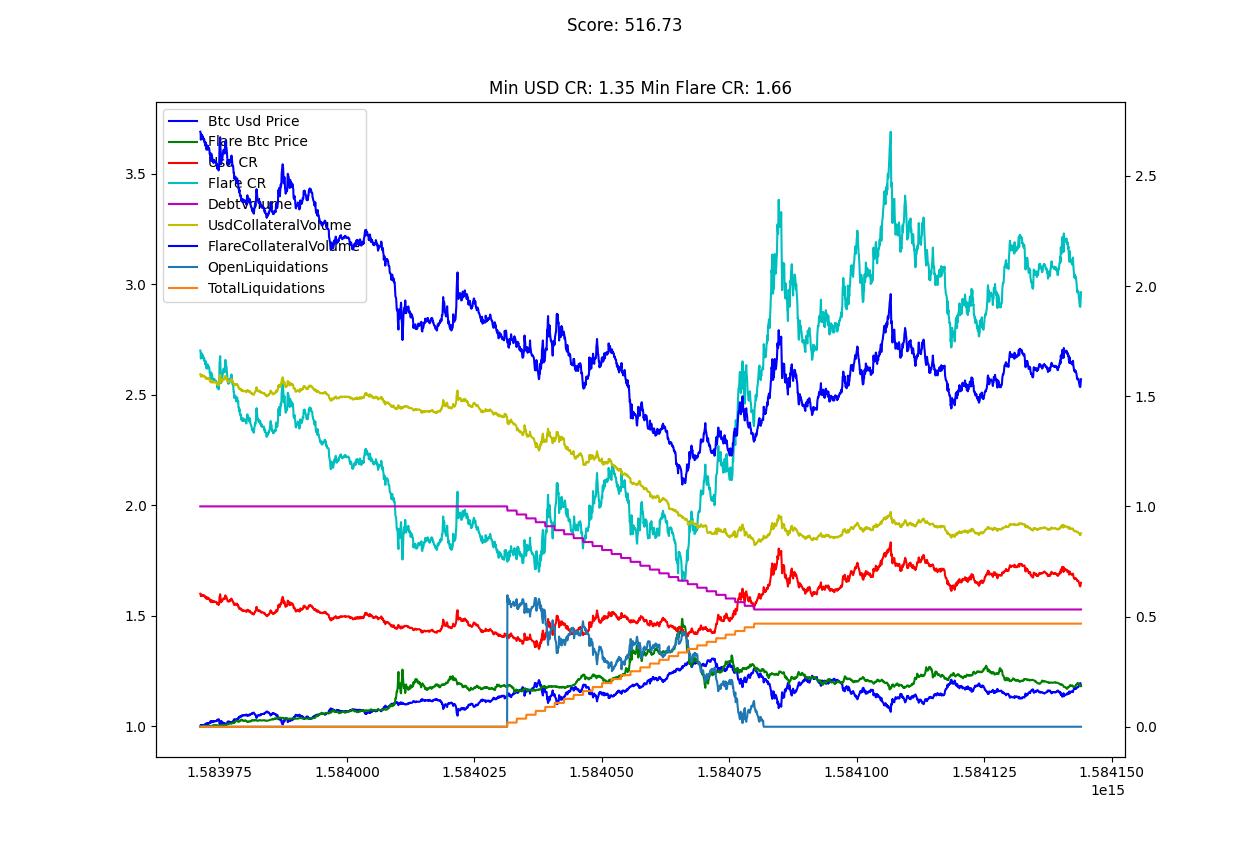 Score: 516.73
Min USD CR: 1.35 Min Flare CR: 1.66
Btc Usd Price
Flare Btc Price
Usd CR
Flare CR
DebtVolume
UsdCollateralVolume
FlareCollateralVolume
OpenLiquidations
TotalLiquidations
3.5
3.0
2.5
2.0
1.5
1.0
2.5
2.0
1.5
1.0
0.5
0.0
1.583975 1.584000 1.584025 1.584050 1.584075 1.584100 1.584125 1.584150
1e15